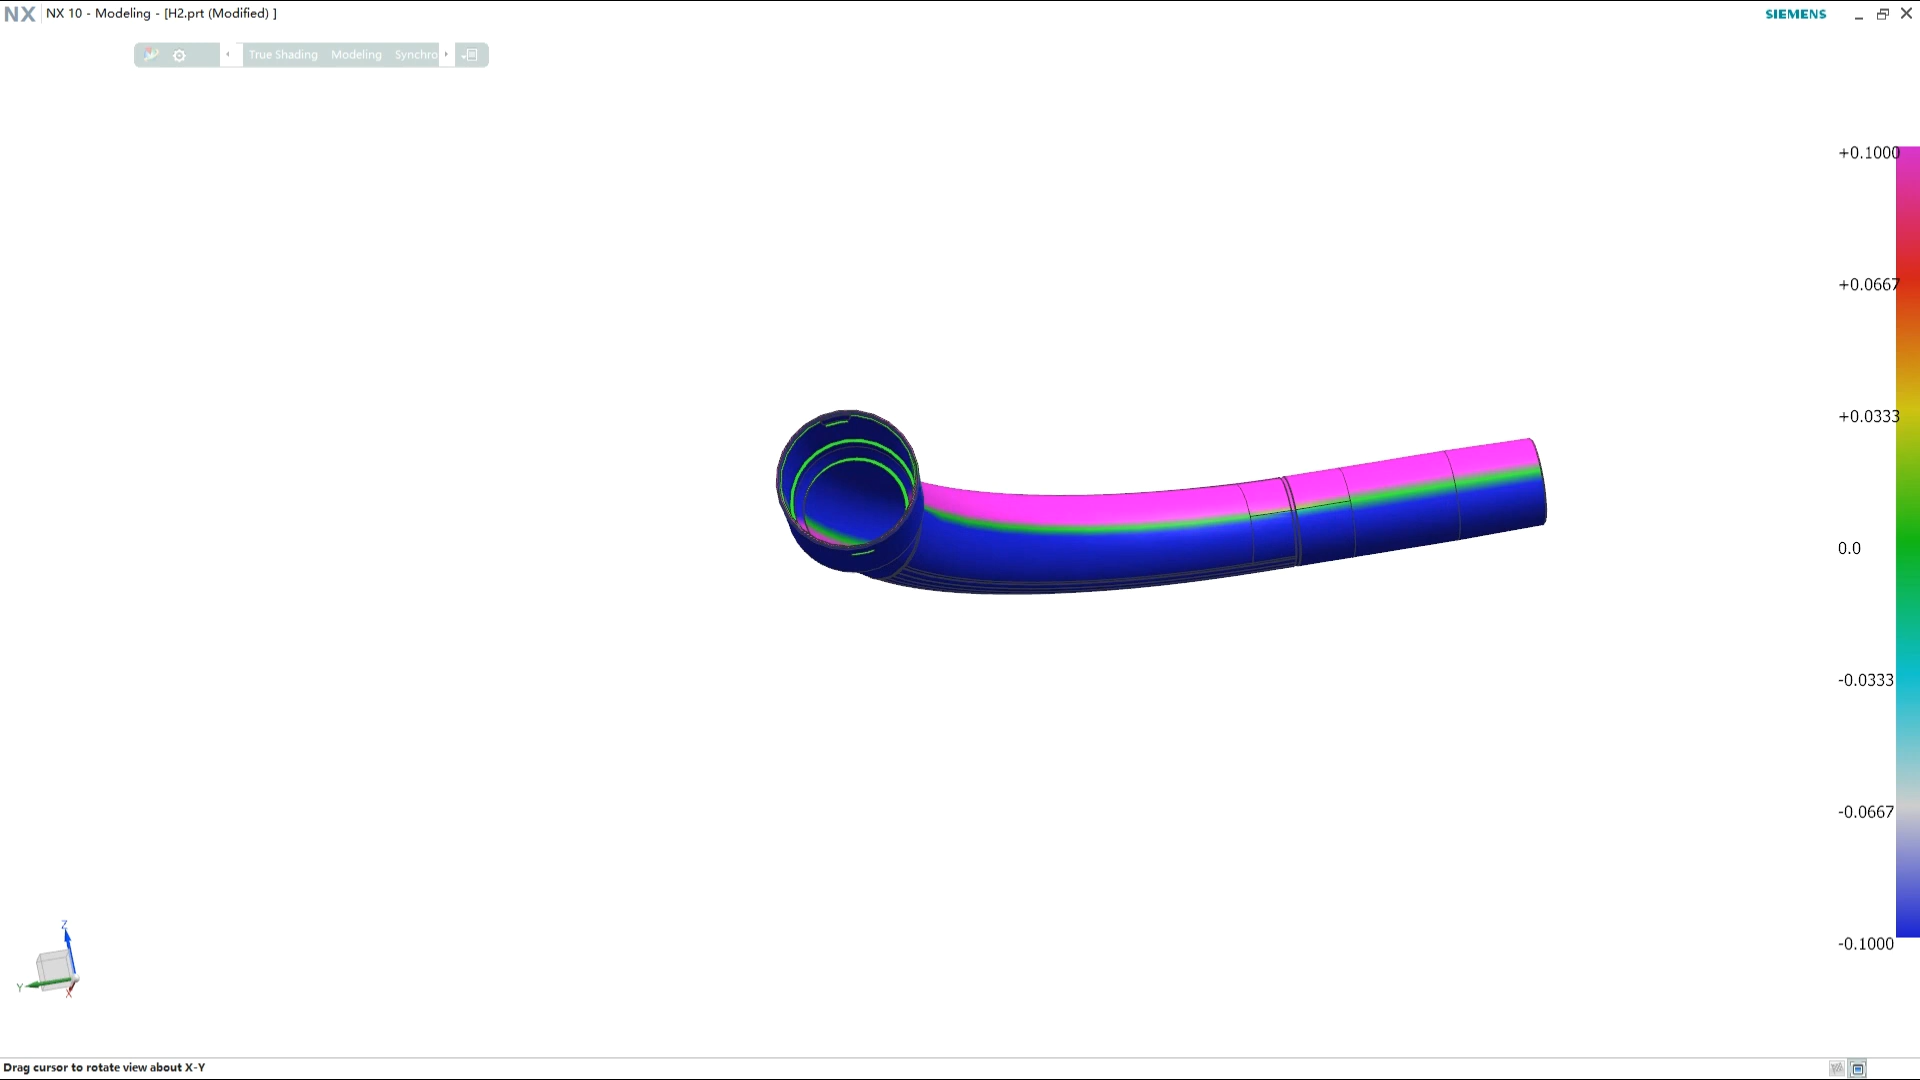 NX NX 10 - Modeling - [H2.prt (Modified) ] SIEMENS
True Shading Modeling Synchro
+0.1000
+0.0667
+0.0333
0.0
-0.0333
-0.0667
-0.1000
Z
Y
X
Drag cursor to rotate view about X-Y